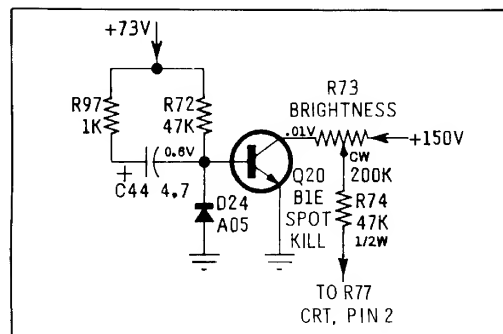 +73V
R97
1K
R72
47K
0.6V
+
C44 4.7
D24
A05
.01V
Q20
B1E
SPOT
KILL
R73
BRIGHTNESS
+150V
CW
200K
R74
47K
1/2W
TO R77
CRT, PIN 2